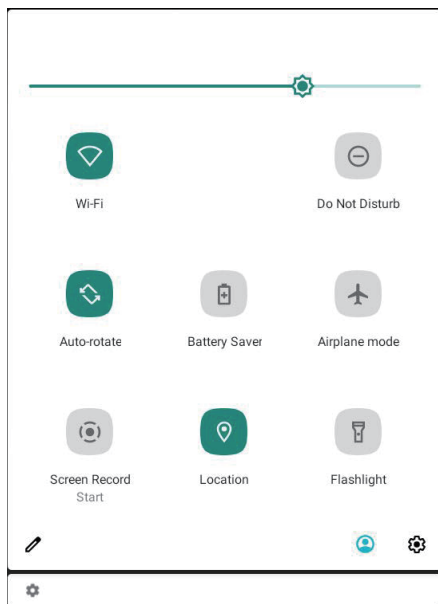 Wi-Fi
Do Not Disturb
Auto-rotate
Battery Saver
Airplane mode
Screen Record
Start
Location
Flashlight